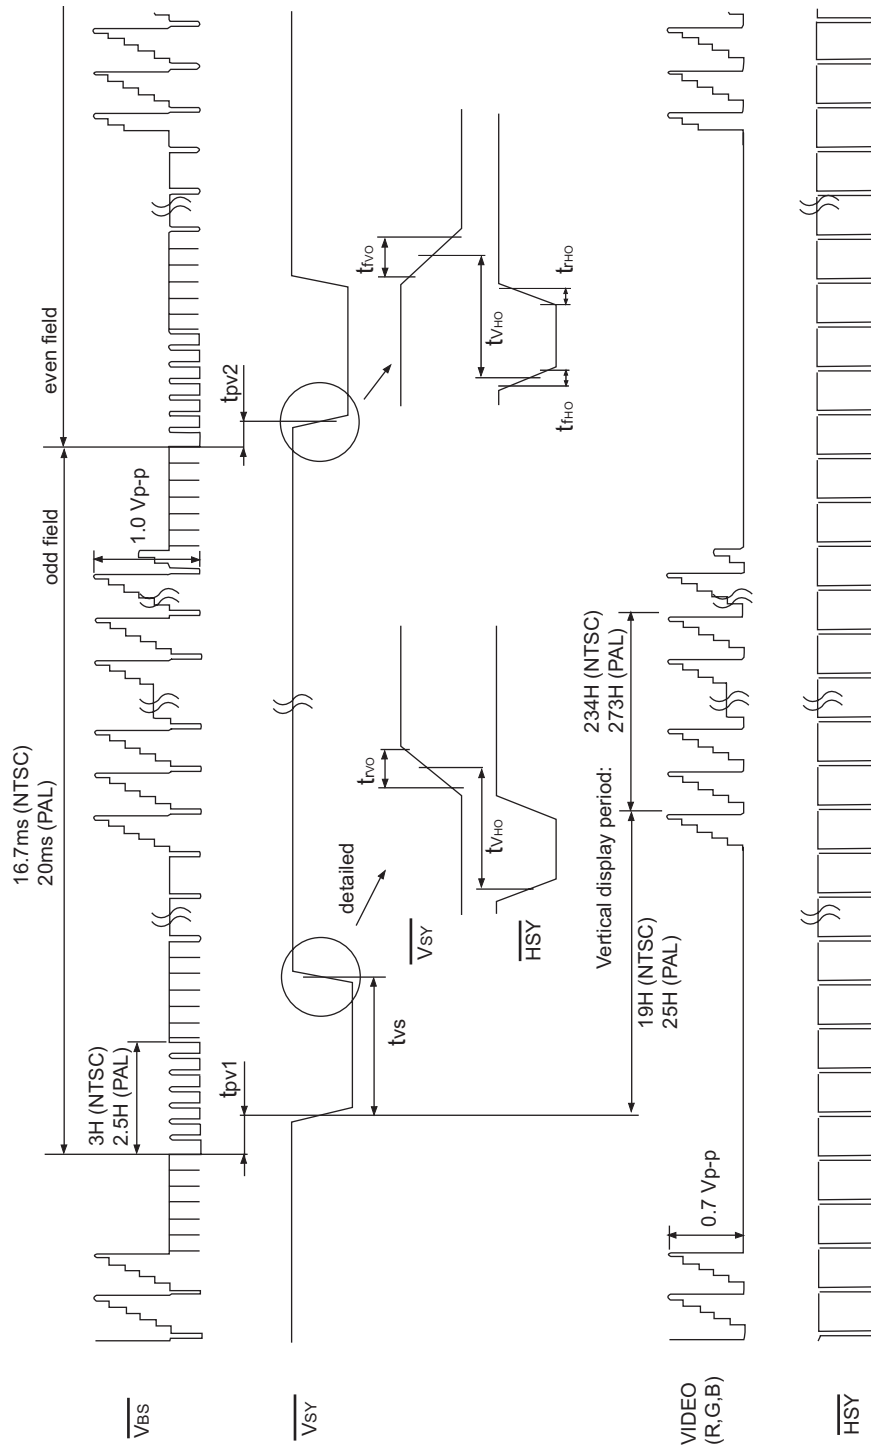 16.7ms (NTSC)
20ms (PAL)
odd field
even field
3H (NTSC)
2.5H (PAL)
1.0 Vp-p
VBS
tpv1
tpv2
tvs
VSY
detailed
trVO
tfVO
VSY
tVHO
tVHO
HSY
tfHO
trHO
Vertical display period:
234H (NTSC)
273H (PAL)
19H (NTSC)
25H (PAL)
0.7 Vp-p
VIDEO
(R,G,B)
HSY